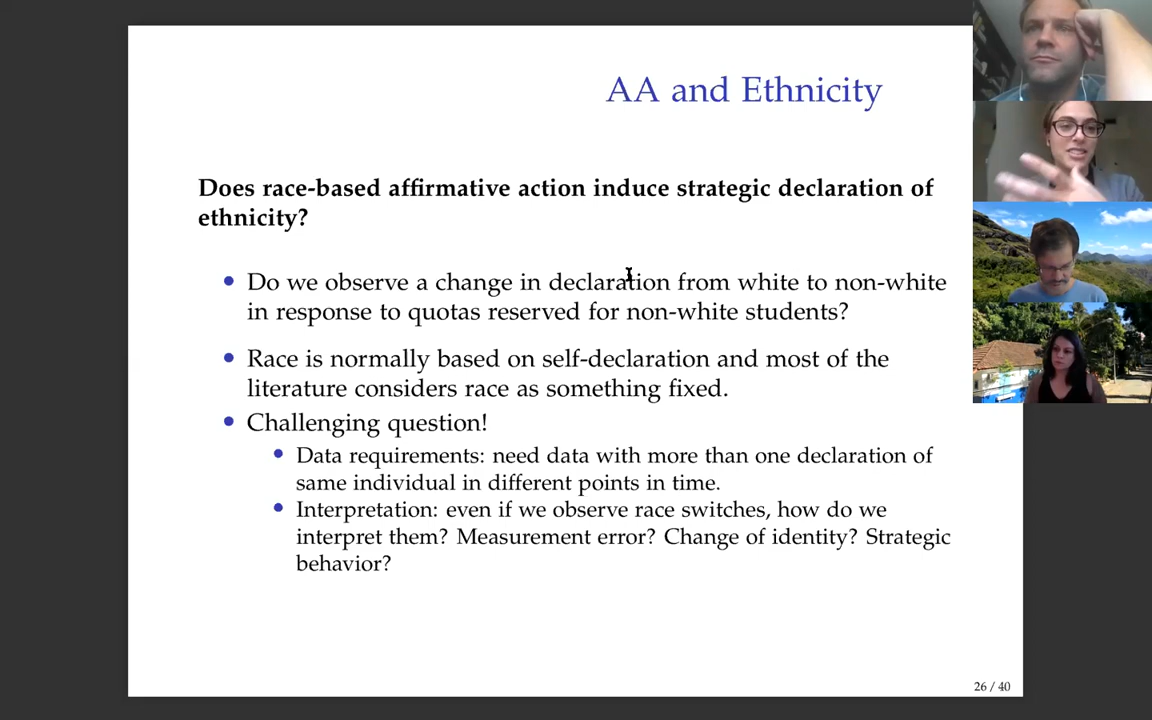 AA and Ethnicity
Does race-based affirmative action induce strategic declaration of
ethnicity?
• Do we observe a change in declaration from white to non-white
in response to quotas reserved for non-white students?
• Race is normally based on self-declaration and most of the
literature considers race as something fixed.
• Challenging question!
• Data requirements: need data with more than one declaration of
same individual in different points in time.
• Interpretation: even if we observe race switches, how do we
interpret them? Measurement error? Change of identity? Strategic
behavior?
26 / 40